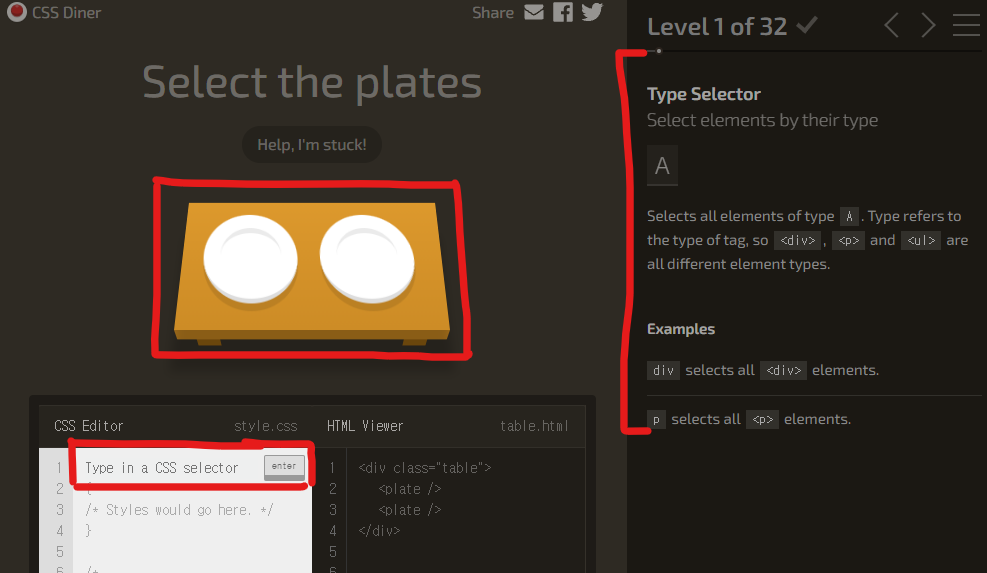 CSS Diner
Share
Select the plates
Help, I'm stuck!
CSS Editor style.css
1 Type in a CSS selector enter
2 {
3 /* Styles would go here. */
4 }
5
6 /*
HTML Viewer table.html
1 <div class="table">
2 <plate />
3 <plate />
4 </div>
5
6
Level 1 of 32
Type Selector
Select elements by their type
A
Selects all elements of type A. Type refers to
the type of tag, so <div>, <p> and <ul> are
all different element types.
Examples
div selects all <div> elements.
p selects all <p> elements.